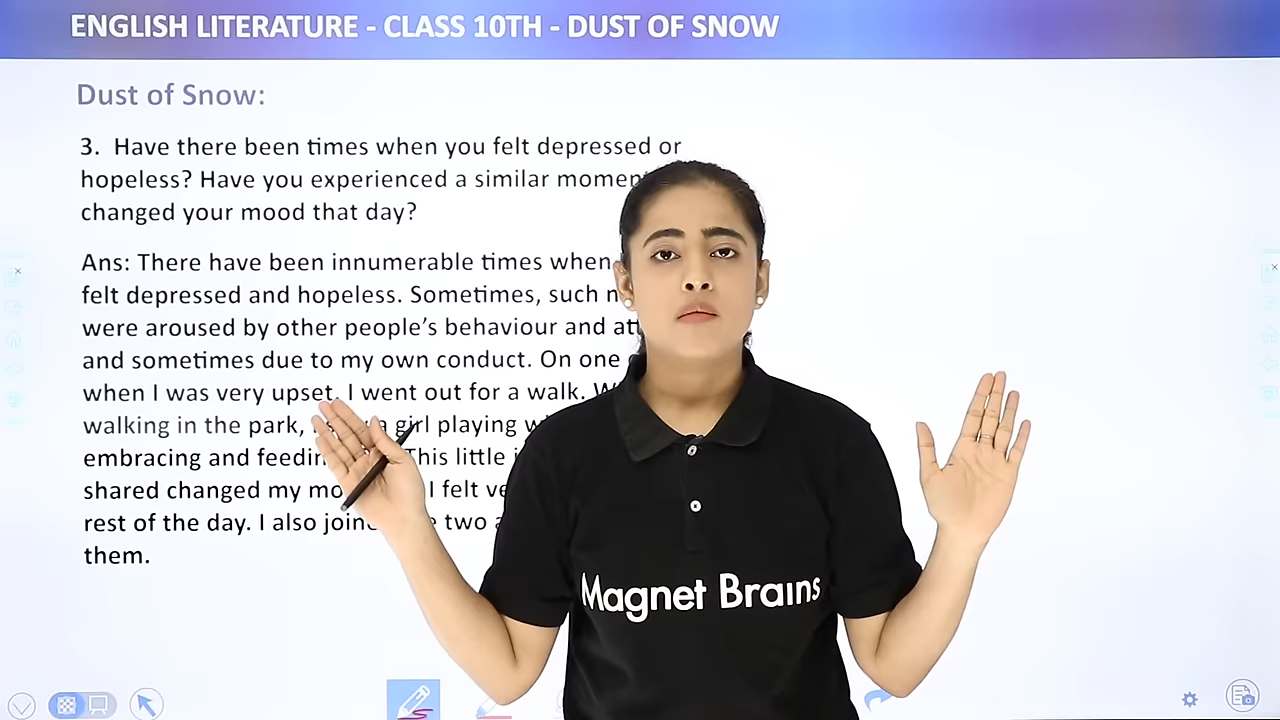 ENGLISH LITERATURE - CLASS 10TH - DUST OF SNOW
Dust of Snow:
3. Have there been times when you felt depressed or
hopeless? Have you experienced a similar moment
changed your mood that day?
Ans: There have been innumerable times when
felt depressed and hopeless. Sometimes, such
were aroused by other people's behaviour and
and sometimes due to my own conduct. On one
when I was very upset, I went out for a walk.
walking in the park, a girl playing
embracing and This little
shared changed my I felt
rest of the day. I also two
them.
Magnet Brains